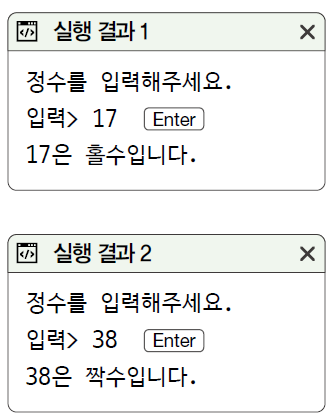 실행 결과 1
정수를 입력해주세요.
입력> 17 Enter
17은 홀수입니다.
실행 결과 2
정수를 입력해주세요.
입력> 38 Enter
38은 짝수입니다.